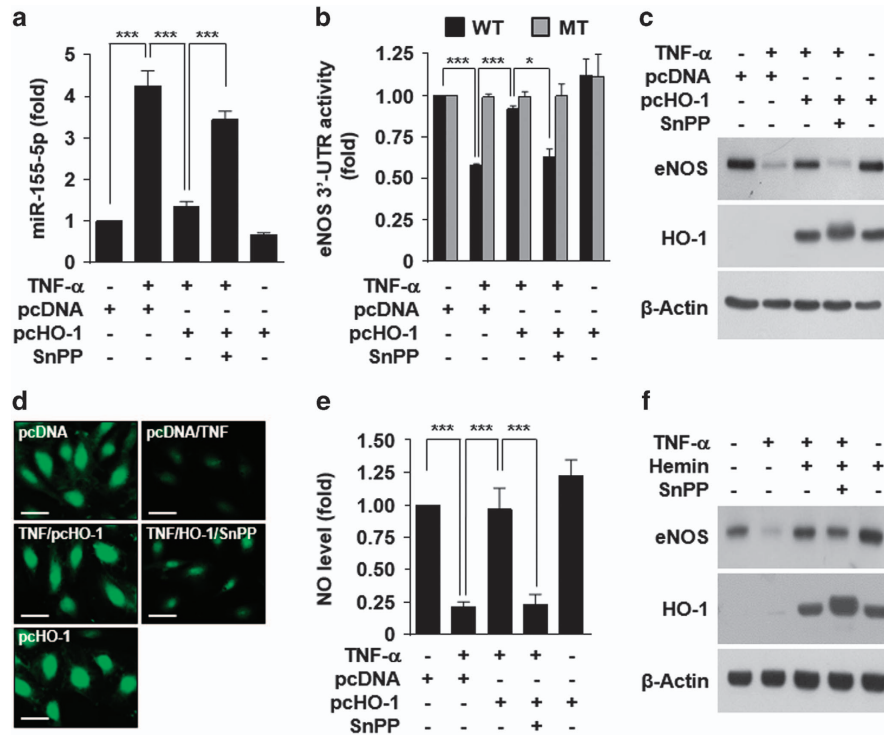 a
*** *** ***
miR-155-5p (fold)
5
4
3
2
1
0
TNF-α - + + + -
pcDNA + + - - -
pcHO-1 - - + + +
SnPP - - - + -
b
WT MT
*** *** *
eNOS 3'-UTR activity
(fold)
1.25
1.00
0.75
0.50
0.25
0
TNF-α - + + + -
pcDNA + + - - -
pcHO-1 - - + + +
SnPP - - - + -
c
TNF-α - + + + -
pcDNA + + - - -
pcHO-1 - - + + +
SnPP - - - + -
eNOS
HO-1
β-Actin
d
pcDNA
pcDNA/TNF
TNF/pcHO-1
TNF/HO-1/SnPP
pcHO-1
e
*** *** ***
NO level (fold)
1.50
1.25
1.00
0.75
0.50
0.25
0
TNF-α - + + + -
pcDNA + + - - -
pcHO-1 - - + + +
SnPP - - - + -
f
TNF-α - + + + -
Hemin - - + + +
SnPP - - - + -
eNOS
HO-1
β-Actin